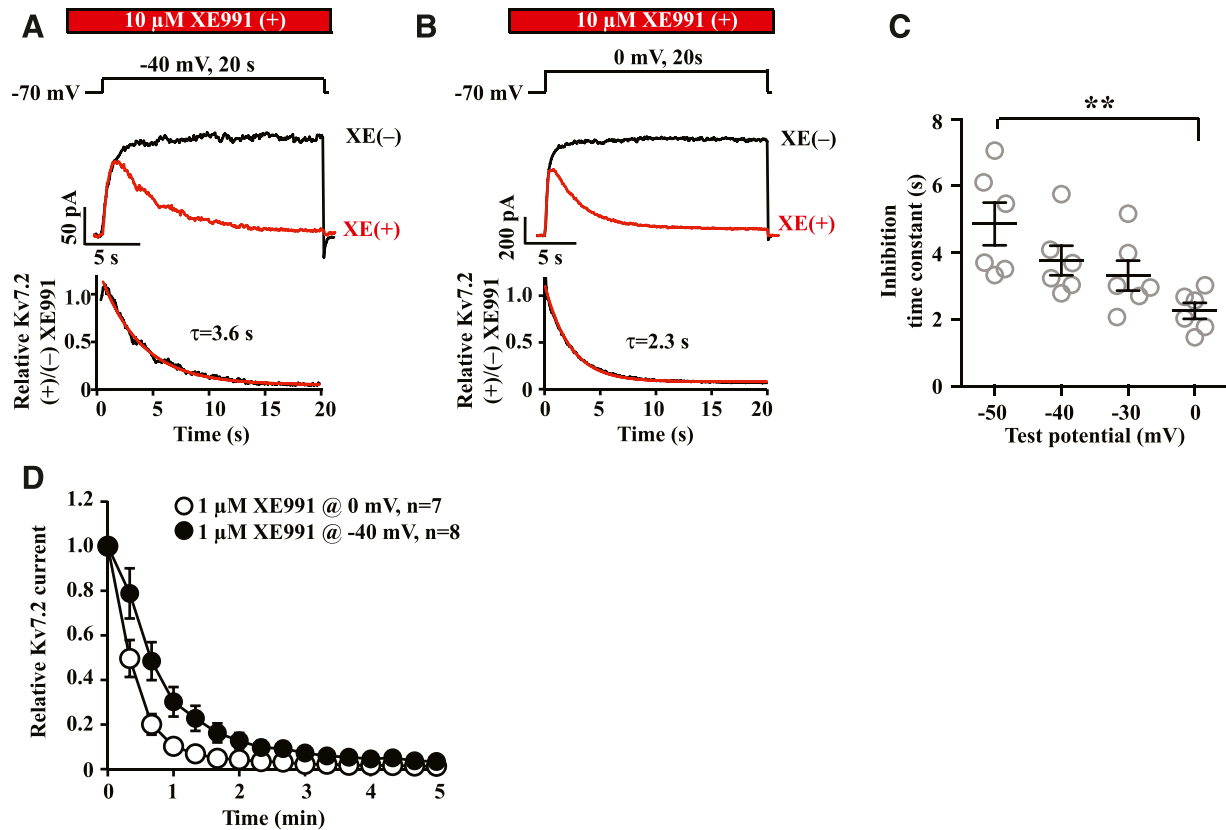 A
10 µM XE991 (+)
-40 mV, 20 s
-70 mV
XE(–)
XE(+)
50 pA
5 s
Relative Kv7.2
(+)/(–) XE991
1.0
0.5
0
τ=3.6 s
0 5 10 15 20
Time (s)
B
10 µM XE991 (+)
0 mV, 20s
-70 mV
XE(–)
XE(+)
200 pA
5 s
Relative Kv7.2
(+)/(–) XE991
1.0
0.5
0
τ=2.3 s
0 5 10 15 20
Time (s)
C
**
Inhibition
time constant (s)
8
6
4
2
0
-50 -40 -30 0
Test potential (mV)
D
1 µM XE991 @ 0 mV, n=7
1 µM XE991 @ -40 mV, n=8
Relative Kv7.2 current
1.2
1.0
0.8
0.6
0.4
0.2
0
0 1 2 3 4 5
Time (min)